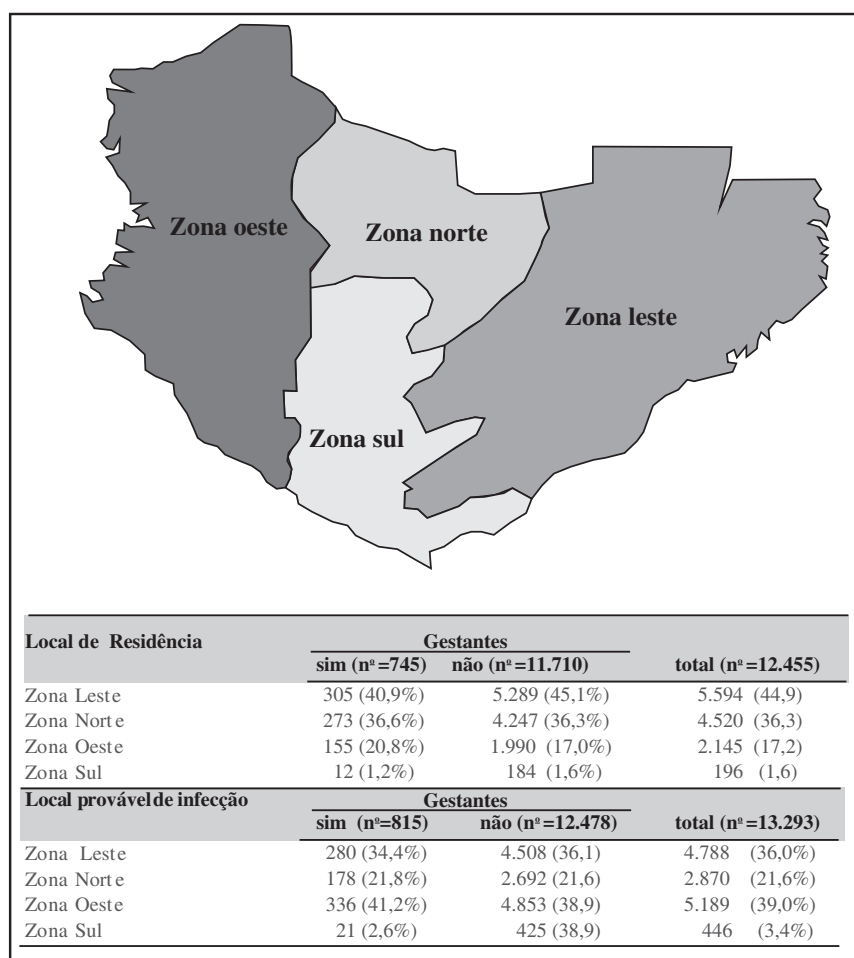 Zona oeste
Zona norte
Zona leste
Zona sul
Local de Residência Gestantes
sim (nº=745) não (nº=11.710) total (nº=12.455)
Zona Leste 305 (40,9%) 5.289 (45,1%) 5.594 (44,9)
Zona Norte 273 (36,6%) 4.247 (36,3%) 4.520 (36,3)
Zona Oeste 155 (20,8%) 1.990 (17,0%) 2.145 (17,2)
Zona Sul 12 (1,2%) 184 (1,6%) 196 (1,6)
Local provável de infecção Gestantes
sim (nº=815) não (nº=12.478) total (nº=13.293)
Zona Leste 280 (34,4%) 4.508 (36,1) 4.788 (36,0%)
Zona Norte 178 (21,8%) 2.692 (21,6) 2.870 (21,6%)
Zona Oeste 336 (41,2%) 4.853 (38,9) 5.189 (39,0%)
Zona Sul 21 (2,6%) 425 (38,9) 446 (3,4%)